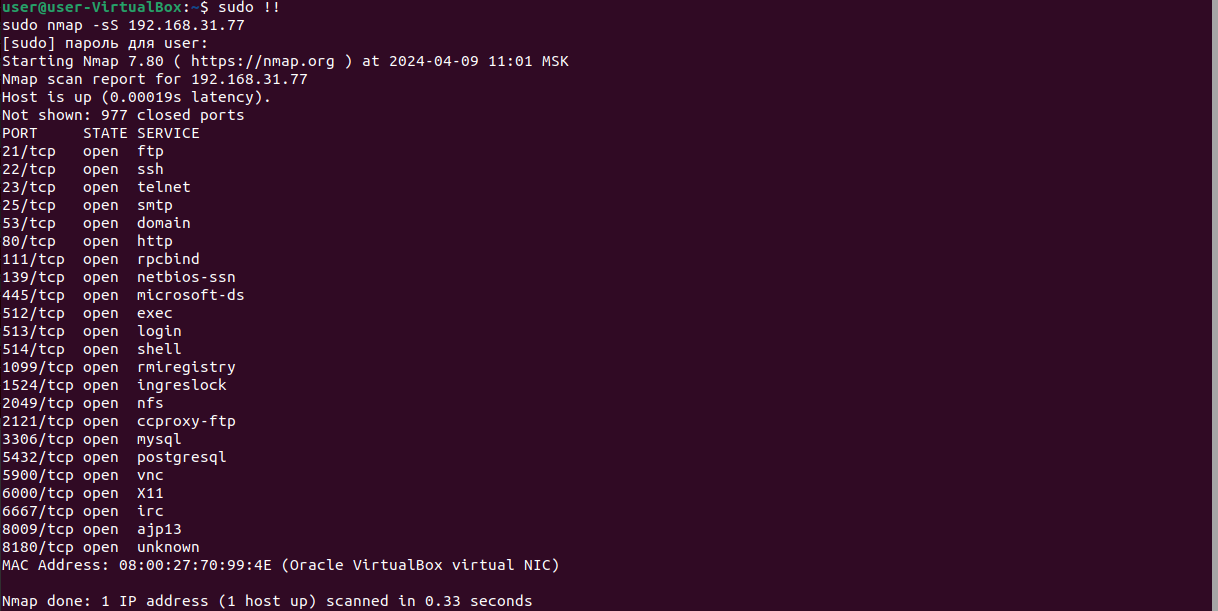 user@user-VirtualBox:~$ sudo !!
sudo nmap -sS 192.168.31.77
[sudo] пароль для user:
Starting Nmap 7.80 ( https://nmap.org ) at 2024-04-09 11:01 MSK
Nmap scan report for 192.168.31.77
Host is up (0.00019s latency).
Not shown: 977 closed ports
PORT     STATE SERVICE
21/tcp   open  ftp
22/tcp   open  ssh
23/tcp   open  telnet
25/tcp   open  smtp
53/tcp   open  domain
80/tcp   open  http
111/tcp  open  rpcbind
139/tcp  open  netbios-ssn
445/tcp  open  microsoft-ds
512/tcp  open  exec
513/tcp  open  login
514/tcp  open  shell
1099/tcp open  rmiregistry
1524/tcp open  ingreslock
2049/tcp open  nfs
2121/tcp open  ccproxy-ftp
3306/tcp open  mysql
5432/tcp open  postgresql
5900/tcp open  vnc
6000/tcp open  X11
6667/tcp open  irc
8009/tcp open  ajp13
8180/tcp open  unknown
MAC Address: 08:00:27:70:99:4E (Oracle VirtualBox virtual NIC)
Nmap done: 1 IP address (1 host up) scanned in 0.33 seconds